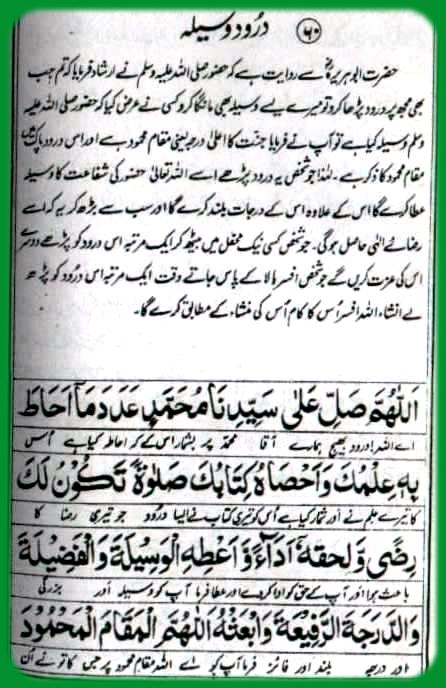 ۶۰ درود وسیلہ
حضرت ابوہریرہؓ سے روایت ہے کہ حضور صلی اللہ علیہ وسلم نے ارشاد فرمایا کہ تم جب
بھی مجھ پر درود پڑھا کرو تو میرے لیے وسیلہ بھی مانگا کرو کسی نے عرض کیا کہ حضور صلی اللہ علیہ
وسلم وسیلہ کیا ہے تو آپ نے فرمایا جنت کا اعلیٰ درجہ یعنی مقام محمود ہے اور اس درود پاک میں
مقام محمود کا ذکر ہے۔ لہٰذا جو شخص یہ درود پڑھے اسے اللہ تعالیٰ حضور کی شفاعت کا وسیلہ
عطا کرے گا اس کے علاوہ اس کے درجات بلند کرے گا اور سب سے بڑھ کر یہ کہ اسے
رضائے الٰہی حاصل ہوگی۔ جو شخص کسی نیک محفل میں بیٹھ کر ایک مرتبہ اس درود کو پڑھے دوسرے
اس کی عزت کریں گے جو شخص افسر بالا کے پاس جاتے وقت ایک مرتبہ اس درود کو پڑھ
لے انشاء اللہ افسر اُس کا کام اُس کی منشاء کے مطابق کرے گا۔
اَللّٰهُمَّ صَلِّ عَلٰى سَيِّدِنَا مُحَمَّدٍ عَدَدَ مَآ اَحَاطَ
اے اللہ درود بھیج ہمارے آقا محمدؐ پر بشمار اس کے کہ احاطہ کیا ہے اُس
بِهٖ عِلْمُكَ وَاَحْصَاهُ كِتَابُكَ صَلٰوةً تَكُوْنُ لَكَ
کا تیرے علم نے اور شمار کیا ہے اُس کو تیری کتاب نے ایسا درود جو تیری رضا کا
رِضًى وَّلِحَقِّهٖ اَدَآءً وَّاَعْطِهِ الْوَسِيْلَةَ وَالْفَضِيْلَةَ
باعث ہو اور آپ کے حق کو ادا کر دے اور عطا فرما آپ کو وسیلہ اور بزرگی
وَالدَّرَجَةَ الرَّفِيْعَةَ وَابْعَثْهُ اللّٰهُمَّ الْمَقَامَ الْمَحْمُوْدَ
اور درجہ بلند اور فائز فرما آپ کو اے اللہ مقام محمود پر جس کا تو نے اُن